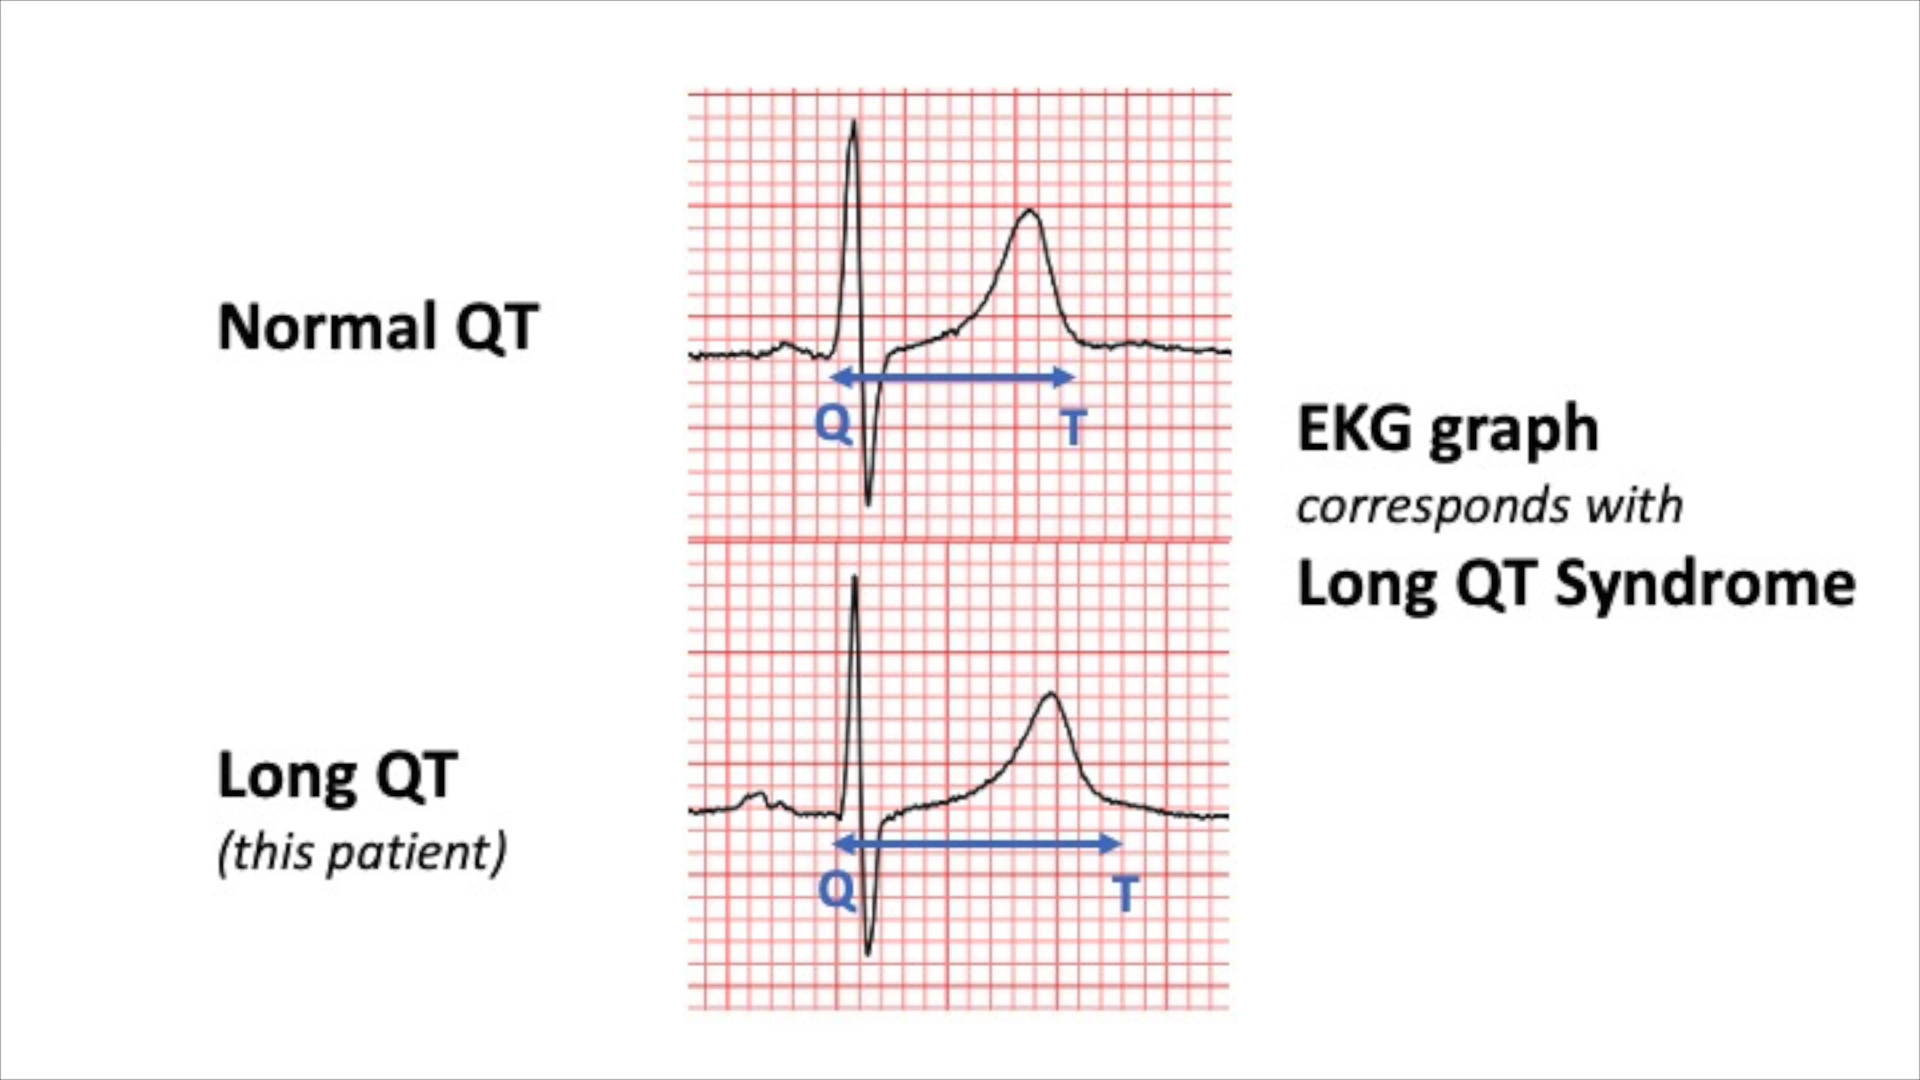 Normal QT
Q T
EKG graph
corresponds with
Long QT Syndrome
Long QT
(this patient)
Q T